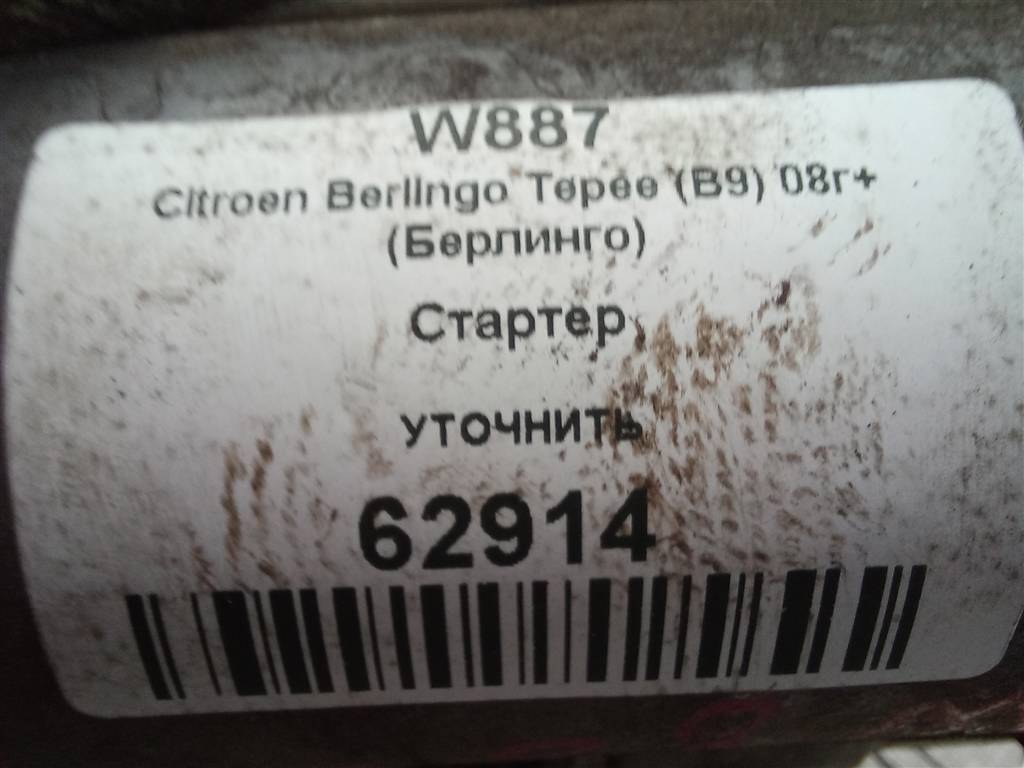 W887
Citroen Berlingo Tepee (B9) 08г+
(Берлинго)
Стартер
уточнить
62914